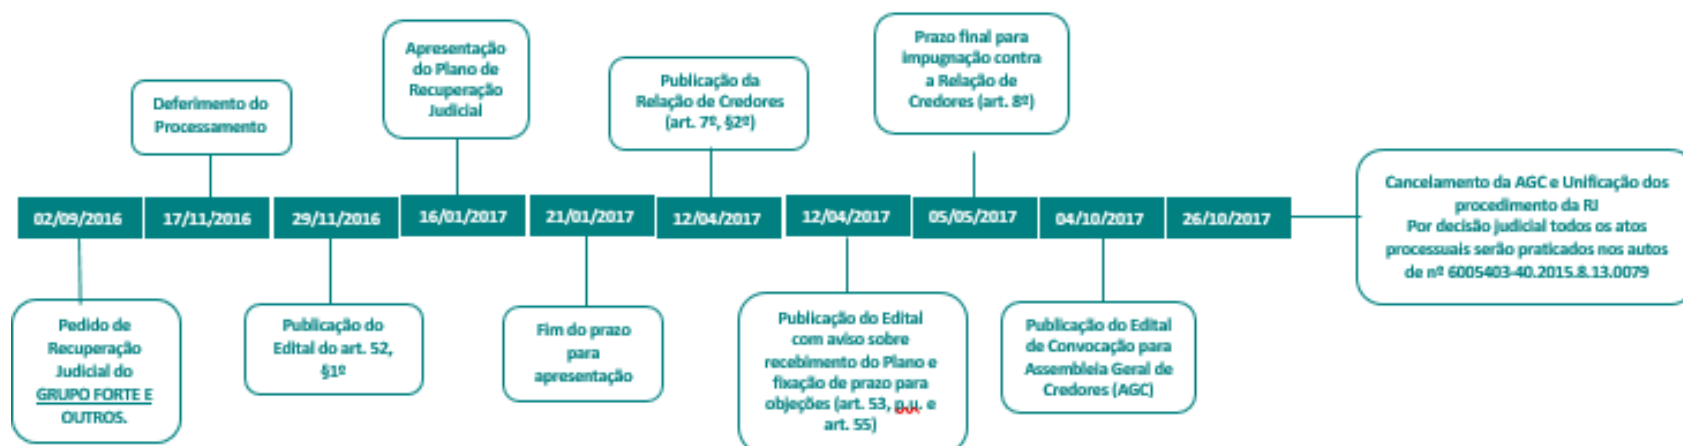 Apresentação
do Plano de
Recuperação
Judicial
Prazo final para
impugnação contra
a Relação de
Credores (art. 8º)
Deferimento do
Processamento
Publicação da
Relação de Credores
(art. 7º, §2º)
02/09/2016
17/11/2016
29/11/2016
16/01/2017
21/01/2017
12/04/2017
12/04/2017
05/05/2017
04/10/2017
26/10/2017
Cancelamento da AGC e Unificação dos
procedimento da RJ
Por decisão judicial todos os atos
processuais serão praticados nos autos
de nº 6005403-40.2015.8.13.0079
Pedido de
Recuperação
Judicial do
GRUPO FORTE E
OUTROS.
Publicação do
Edital do art. 52,
§1º
Fim do prazo
para
apresentação
Publicação do Edital
com aviso sobre
recebimento do Plano e
fixação de prazo para
objeções (art. 53, p.u. e
art. 55)
Publicação do Edital
de Convocação para
Assembleia Geral de
Credores (AGC)